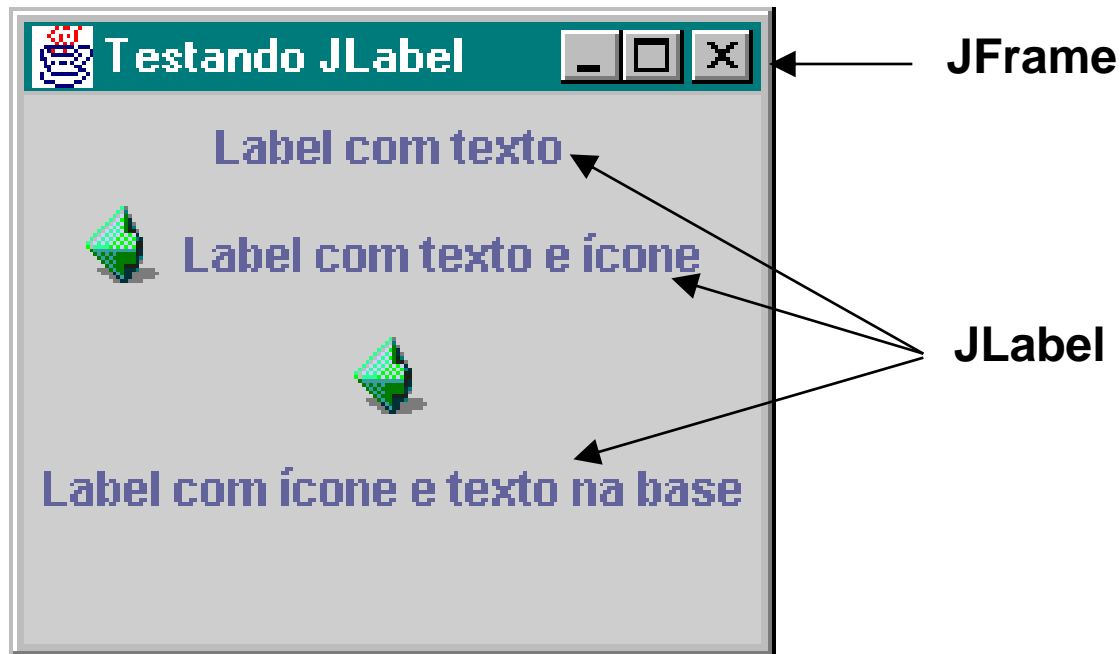 Testando JLabel
JFrame
Label com texto
Label com texto e ícone
JLabel
Label com ícone e texto na base